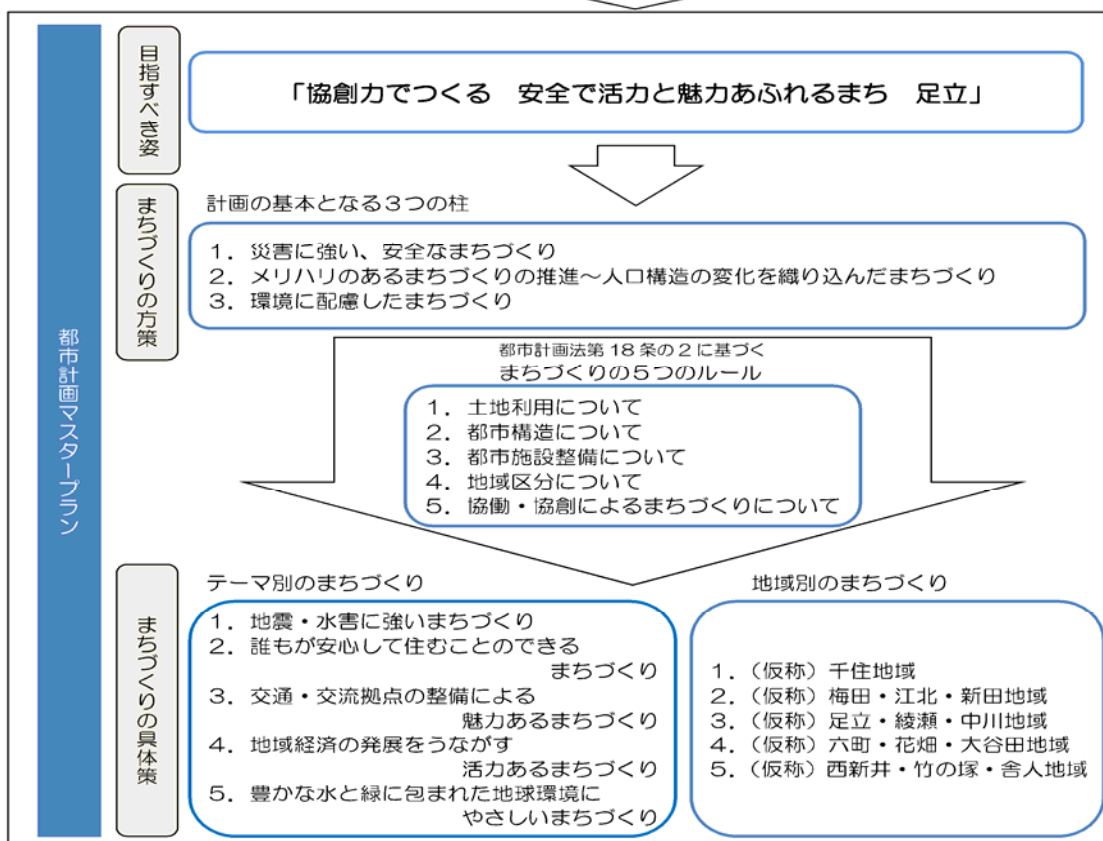 都市計画マスタープラン
目指すべき姿
「協創力でつくる　安全で活力と魅力あふれるまち　足立」
まちづくりの方策
計画の基本となる３つの柱
１．災害に強い、安全なまちづくり
２．メリハリのあるまちづくりの推進～人口構造の変化を織り込んだまちづくり
３．環境に配慮したまちづくり
都市計画法第 18 条の２に基づく
まちづくりの５つのルール
１．土地利用について
２．都市構造について
３．都市施設整備について
４．地域区分について
５．協働・協創によるまちづくりについて
まちづくりの具体策
テーマ別のまちづくり
１．地震・水害に強いまちづくり
２．誰もが安心して住むことのできる
まちづくり
３．交通・交流拠点の整備による
魅力あるまちづくり
４．地域経済の発展をうながす
活力あるまちづくり
５．豊かな水と緑に包まれた地球環境に
やさしいまちづくり
地域別のまちづくり
１．（仮称）千住地域
２．（仮称）梅田・江北・新田地域
３．（仮称）足立・綾瀬・中川地域
４．（仮称）六町・花畑・大谷田地域
５．（仮称）西新井・竹の塚・舎人地域